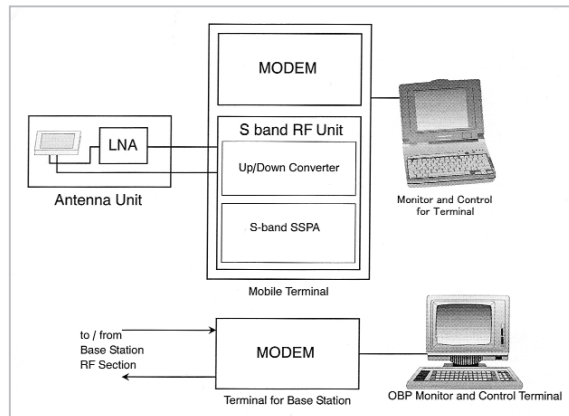 MODEM
S band RF Unit
LNA
Up/Down Converter
Antenna Unit
S-band SSPA
Monitor and Control
for Terminal
Mobile Terminal
to / from
Base Station
RF Section
MODEM
Terminal for Base Station
OBP Monitor and Control Terminal